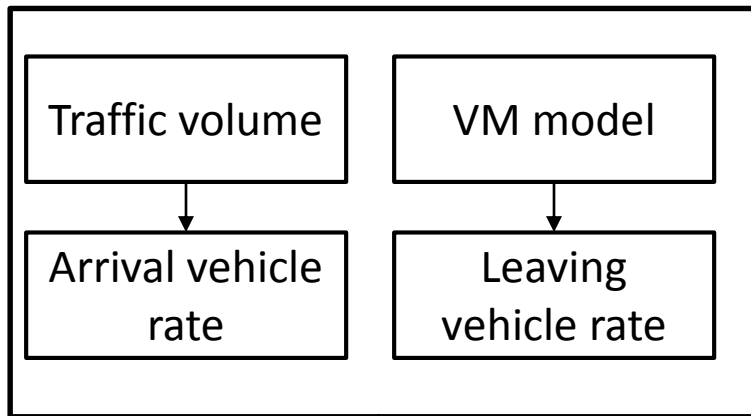 Traffic volume
VM model
Arrival vehicle
rate
Leaving
vehicle rate